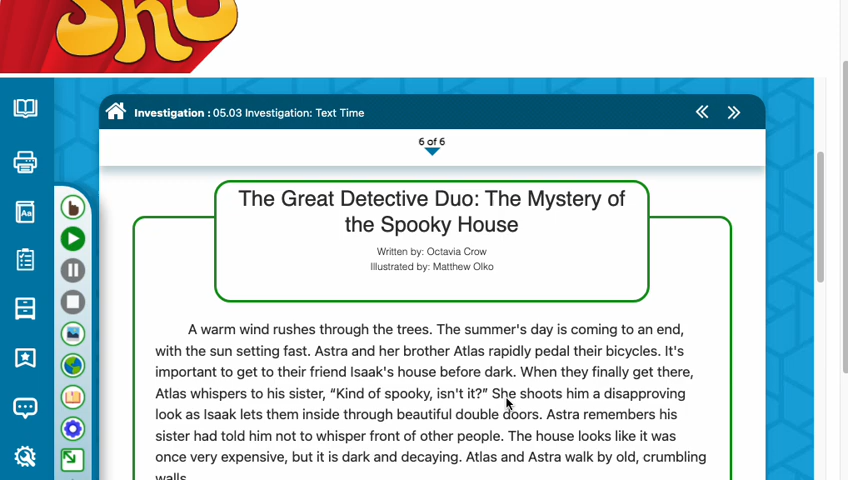 Sho
Investigation : 05.03 Investigation: Text Time
6 of 6
Aa
The Great Detective Duo: The Mystery of
the Spooky House
Written by: Octavia Crow
Illustrated by: Matthew Olko
A warm wind rushes through the trees. The summer's day is coming to an end,
with the sun setting fast. Astra and her brother Atlas rapidly pedal their bicycles. It's
important to get to their friend Isaak's house before dark. When they finally get there,
Atlas whispers to his sister, “Kind of spooky, isn't it?” She shoots him a disapproving
look as Isaak lets them inside through beautiful double doors. Astra remembers his
sister had told him not to whisper front of other people. The house looks like it was
once very expensive, but it is dark and decaying. Atlas and Astra walk by old, crumbling
walls.